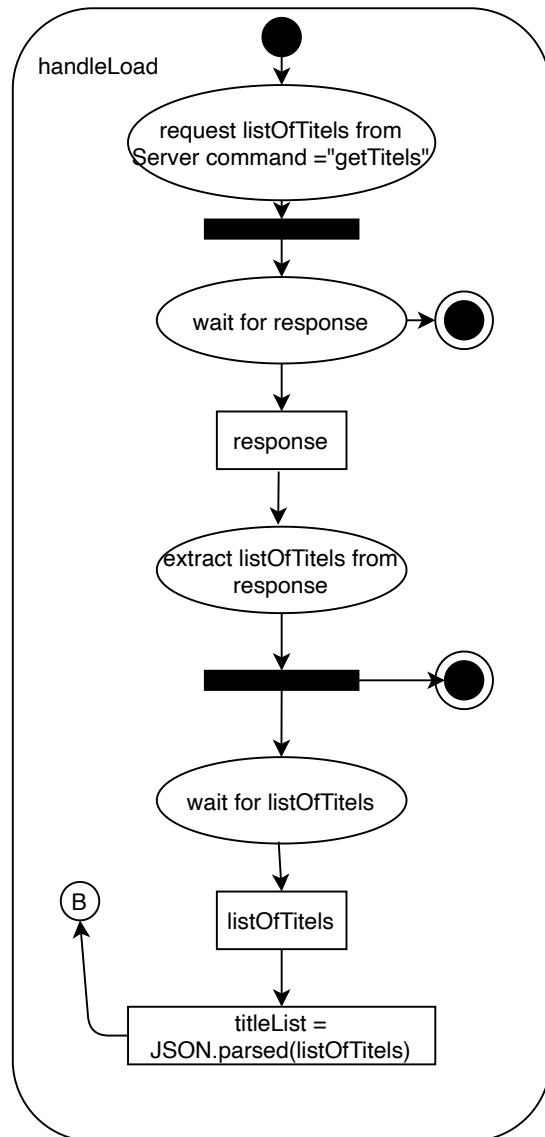 handleLoad
request listOfTitels from
Server command ="getTitels"
wait for response
response
extract listOfTitels from
response
wait for listOfTitels
B
listOfTitels
titleList =
JSON.parsed(listOfTitels)